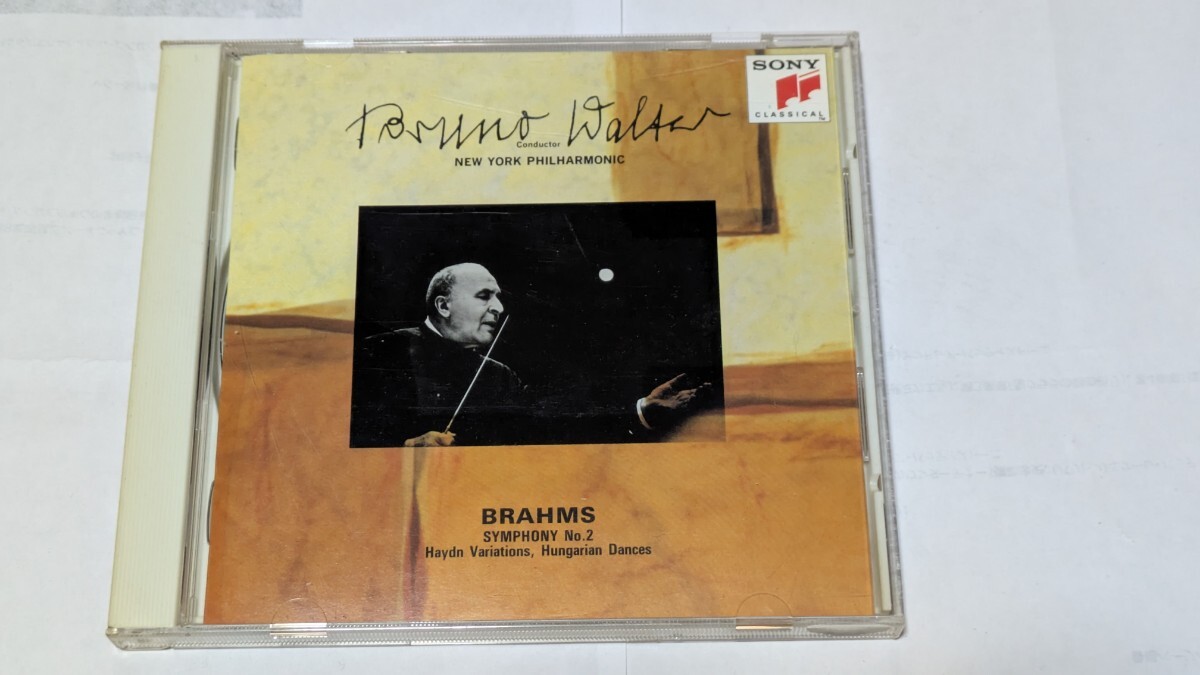 SONY
CLASSICAL
Bruno Walter
Conductor
NEW YORK PHILHARMONIC
BRAHMS
SYMPHONY No.2
Haydn Variations, Hungarian Dances